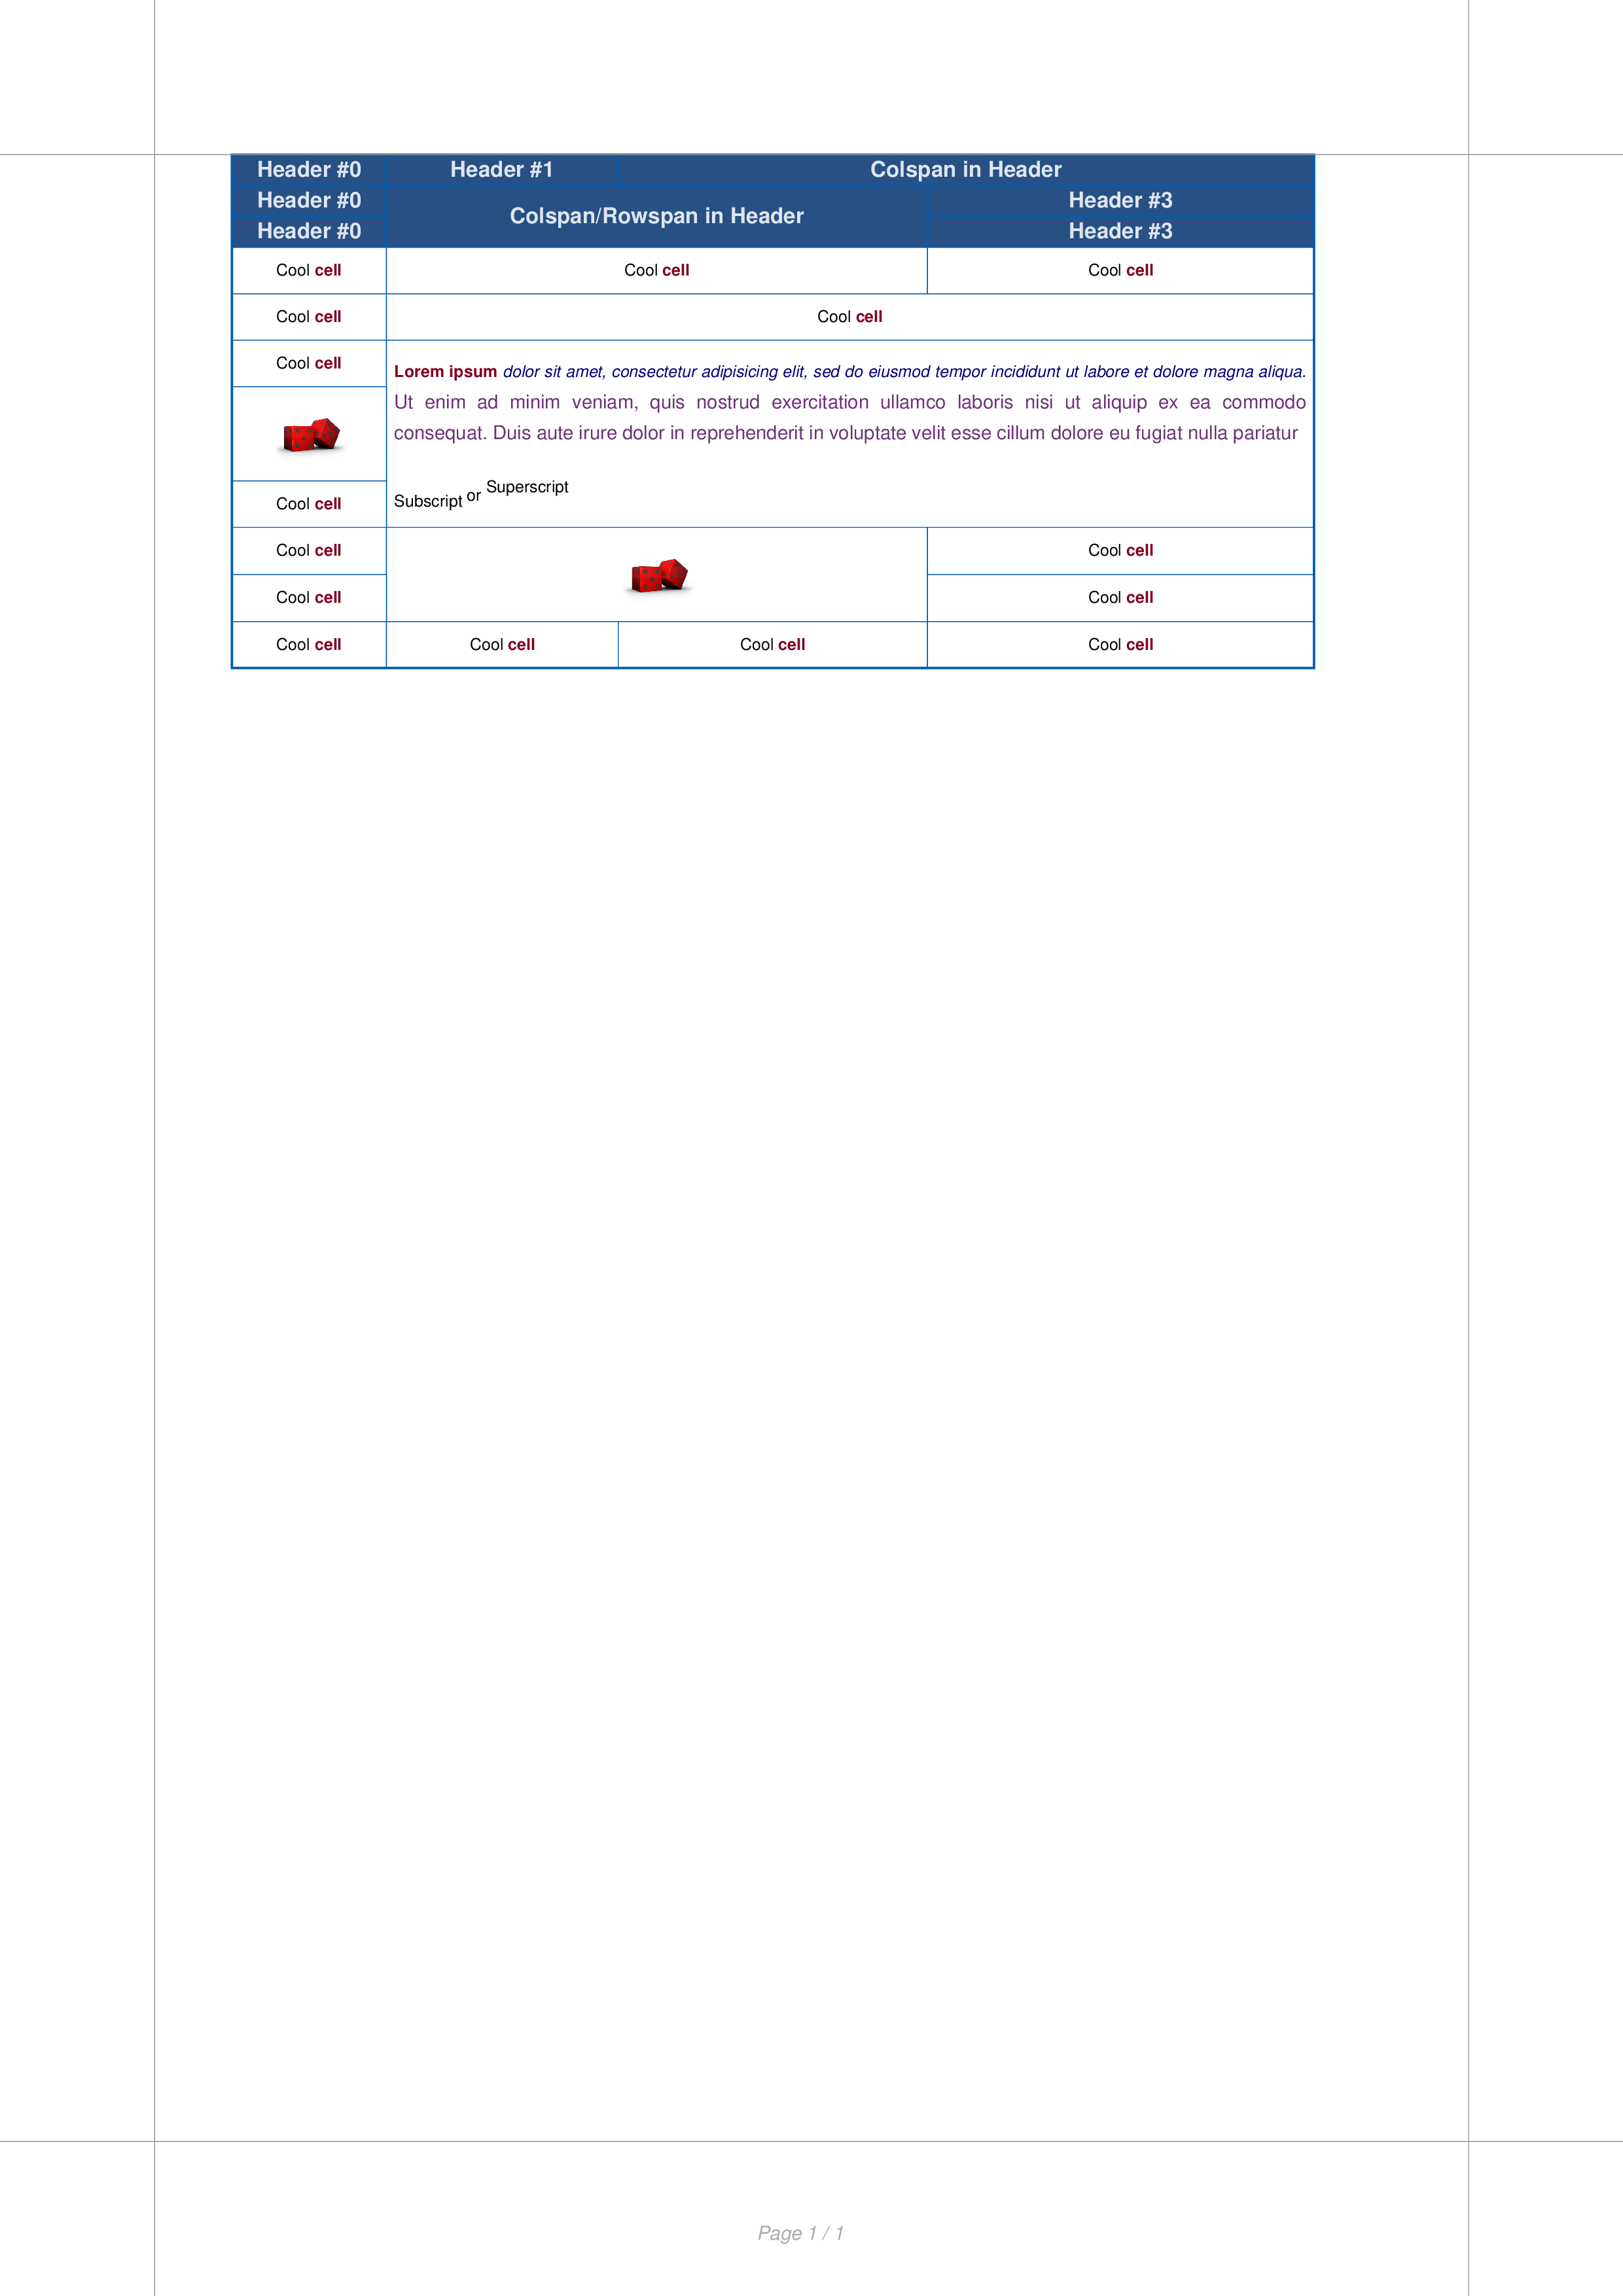 Header #0 Header #1 Colspan in Header
Header #0 Colspan/Rowspan in Header Header #3
Header #0 Header #3
Cool cell Cool cell Cool cell
Cool cell Cool cell
Cool cell
Lorem ipsum dolor sit amet, consectetur adipisicing elit, sed do eiusmod tempor incididunt ut labore et dolore magna aliqua.
Ut enim ad minim veniam, quis nostrud exercitation ullamco laboris nisi ut aliquip ex ea commodo
consequat. Duis aute irure dolor in reprehenderit in voluptate velit esse cillum dolore eu fugiat nulla pariatur
Subscript or Superscript
Cool cell
Cool cell Cool cell
Cool cell Cool cell
Cool cell Cool cell Cool cell Cool cell
Page 1 / 1